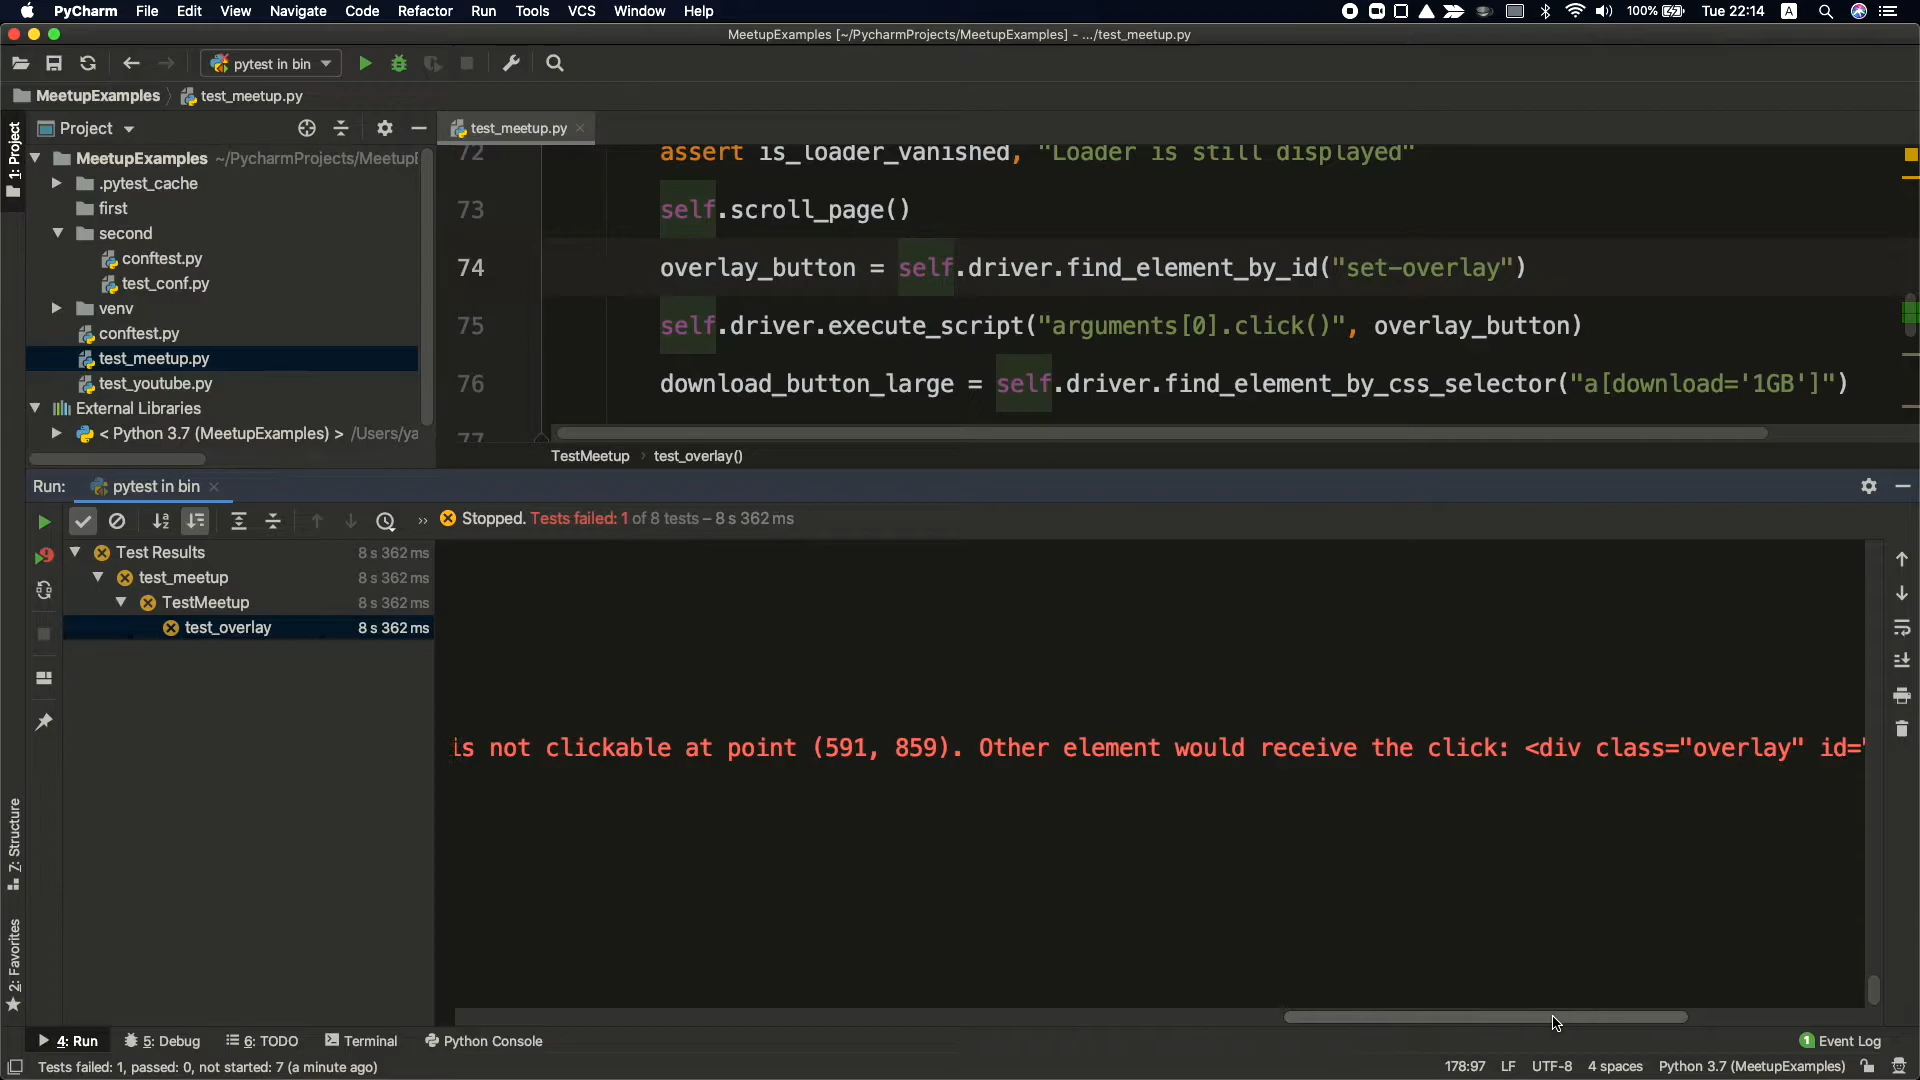 PyCharm File Edit View Navigate Code Refactor Run Tools VCS Window Help 100% Tue 22:14 A
MeetupExamples [~/PycharmProjects/MeetupExamples] - .../test_meetup.py
pytest in bin
MeetupExamples test_meetup.py
1: Project
Project
test_meetup.py
MeetupExamples ~/PycharmProjects/MeetupE
.pytest_cache
first
second
conftest.py
test_conf.py
venv
conftest.py
test_meetup.py
test_youtube.py
External Libraries
< Python 3.7 (MeetupExamples) > /Users/ya
72 assert is_loader_vanished, "Loader is still displayed"
73 self.scroll_page()
74 overlay_button = self.driver.find_element_by_id("set-overlay")
75 self.driver.execute_script("arguments[0].click()", overlay_button)
76 download_button_large = self.driver.find_element_by_css_selector("a[download='1GB']")
77
TestMeetup › test_overlay()
Run: pytest in bin
» Stopped. Tests failed: 1 of 8 tests – 8 s 362 ms
Test Results 8 s 362 ms
test_meetup 8 s 362 ms
TestMeetup 8 s 362 ms
test_overlay 8 s 362 ms
is not clickable at point (591, 859). Other element would receive the click: <div class="overlay" id="
7: Structure
2: Favorites
4: Run 5: Debug 6: TODO Terminal Python Console 1 Event Log
Tests failed: 1, passed: 0, not started: 7 (a minute ago) 178:97 LF UTF-8 4 spaces Python 3.7 (MeetupExamples)